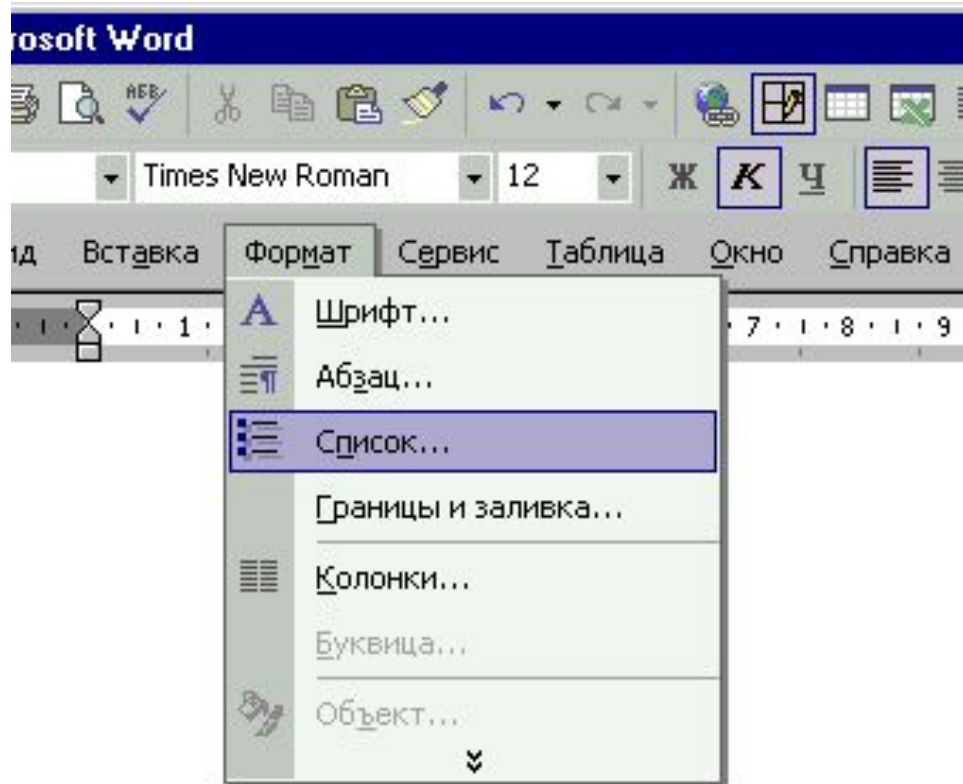 rosoft Word
АБВ
Times New Roman 12 Ж К Ч
ид Вставка Формат Сервис Таблица Окно Справка
1 7 8 9
Шрифт...
Абзац...
Список...
Границы и заливка...
Колонки...
Буквица...
Объект...